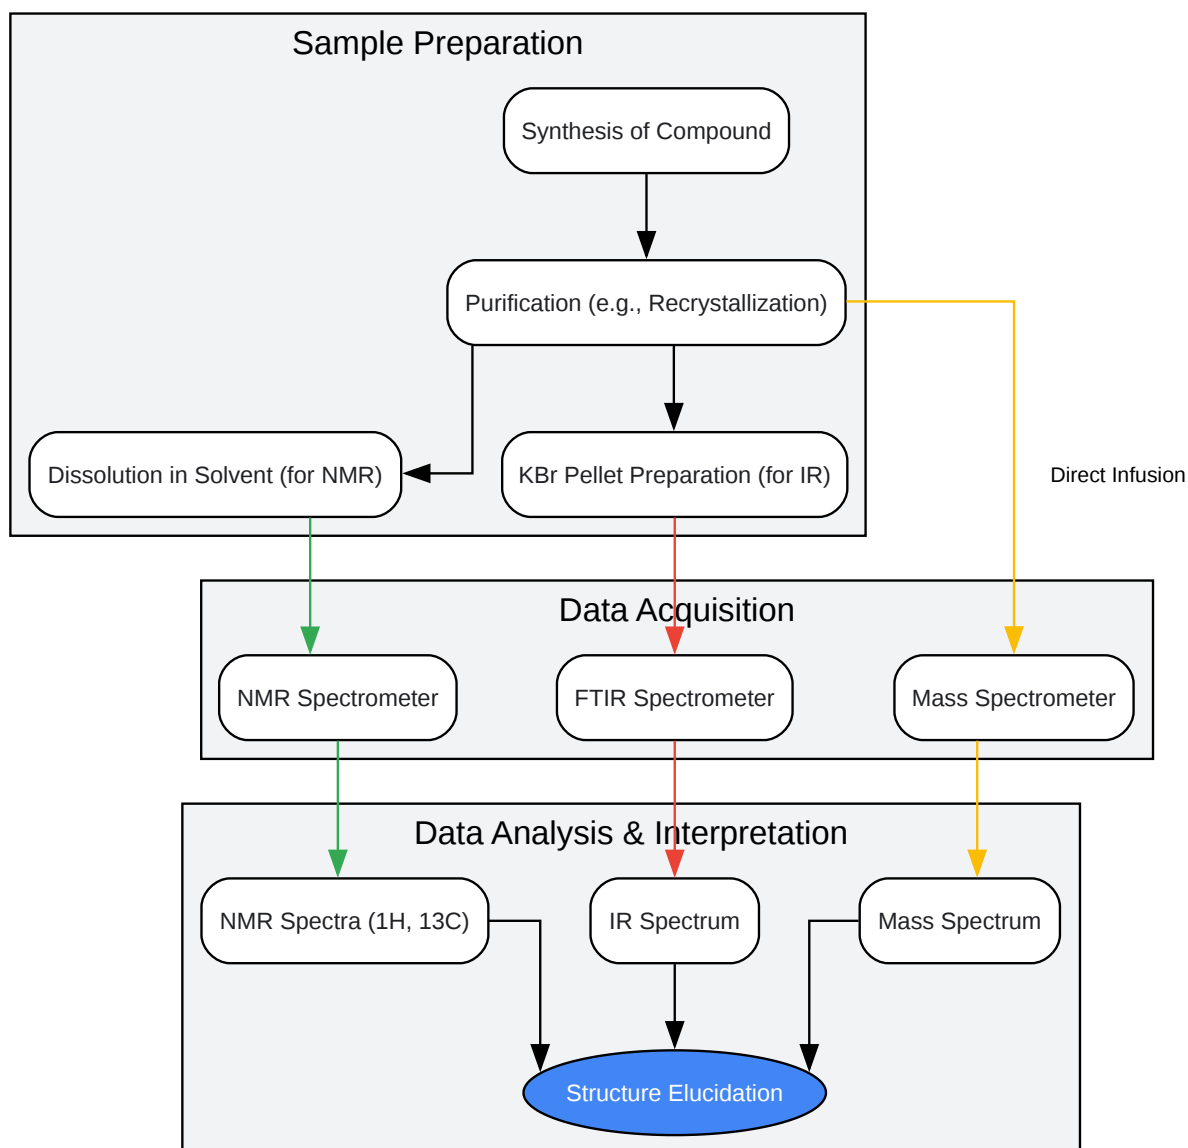 Sample Preparation
Synthesis of Compound
Purification (e.g., Recrystallization)
Dissolution in Solvent (for NMR)
KBr Pellet Preparation (for IR)
Direct Infusion
Data Acquisition
NMR Spectrometer
FTIR Spectrometer
Mass Spectrometer
Data Analysis & Interpretation
NMR Spectra (1H, 13C)
IR Spectrum
Mass Spectrum
Structure Elucidation